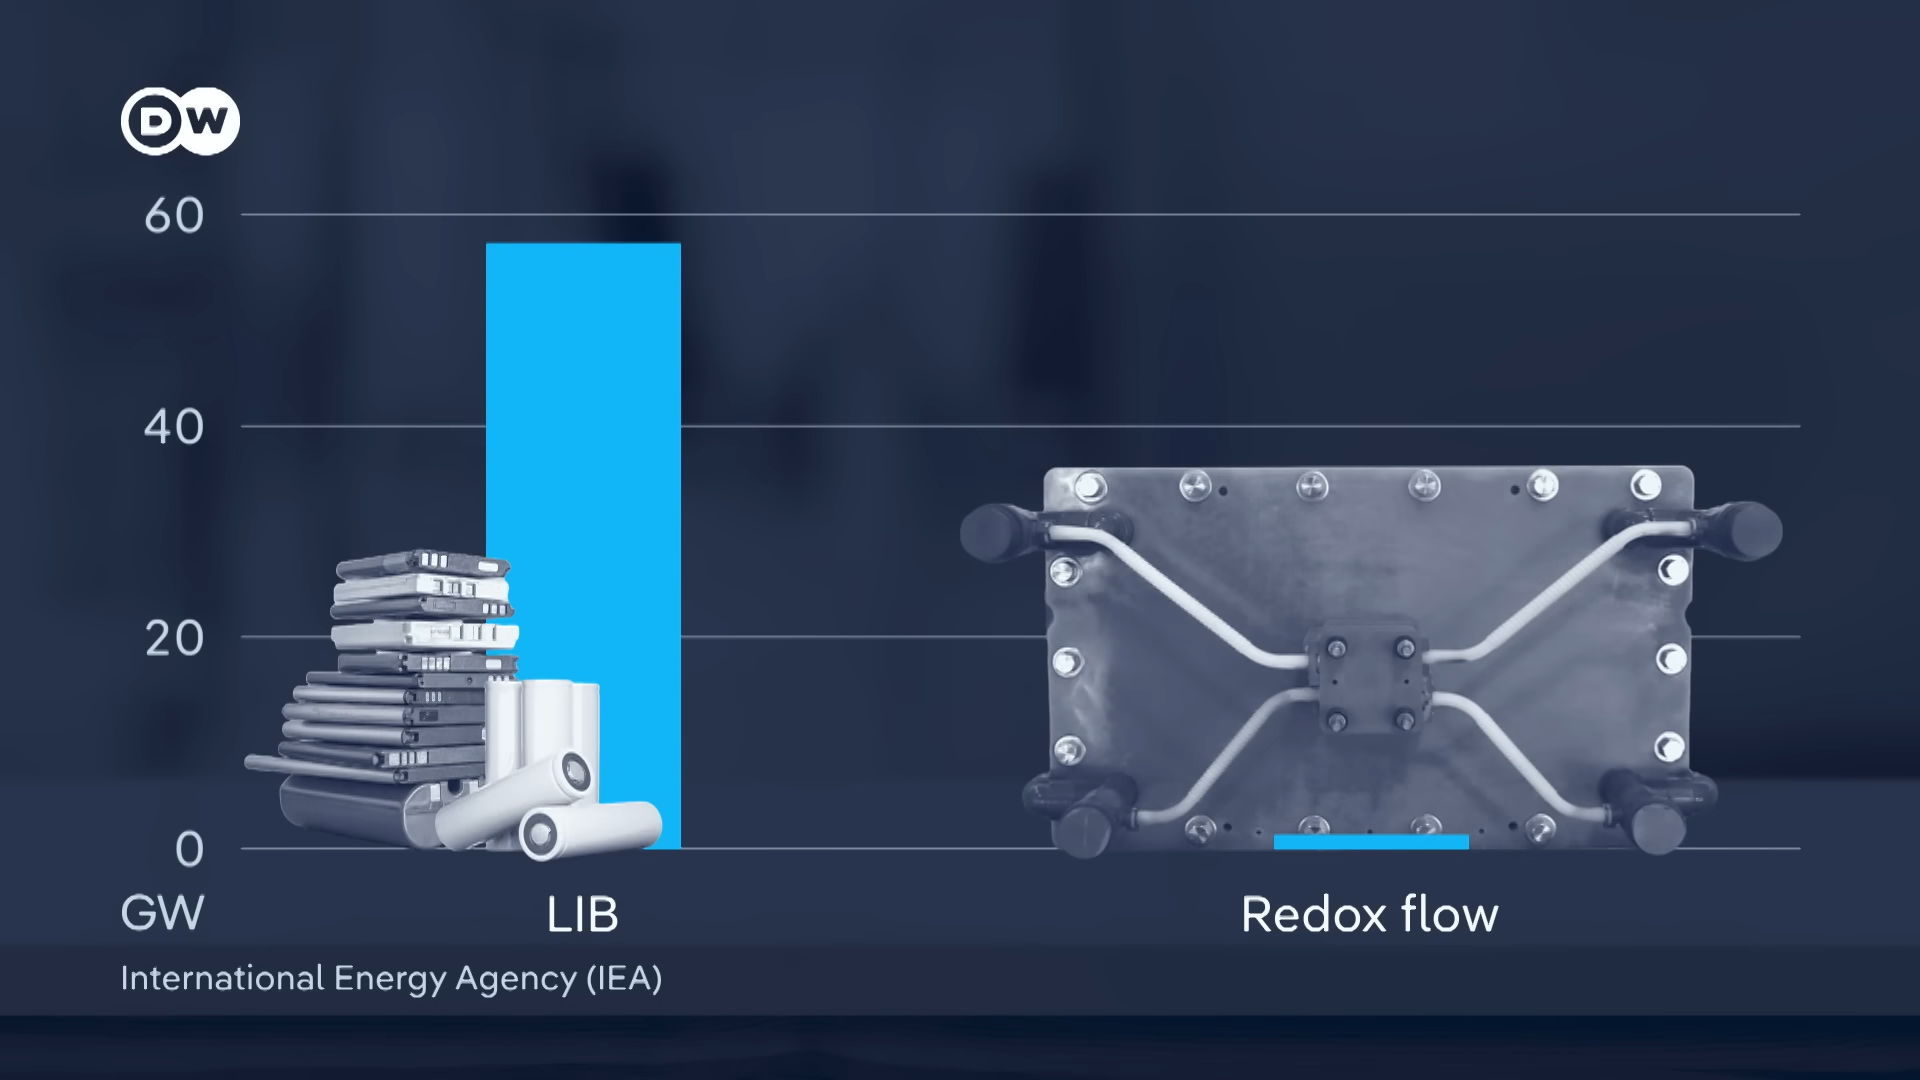 DW
60
40
20
0
GW
LIB
Redox flow
International Energy Agency (IEA)